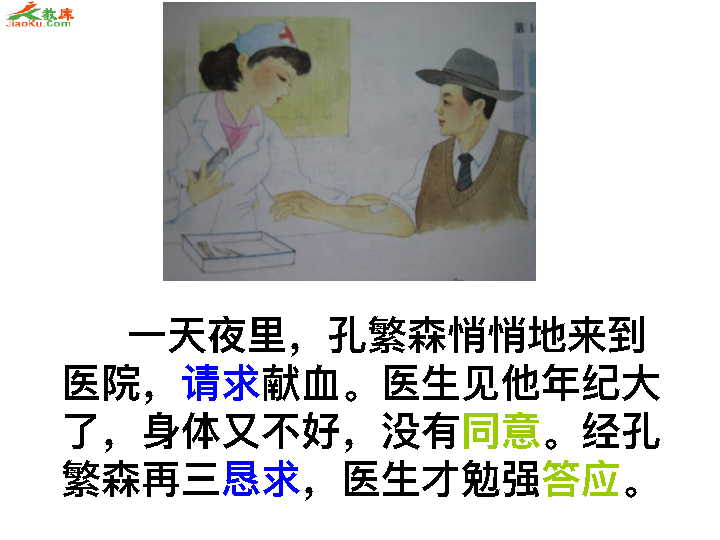 教库
JiaoKu.Com
第1
一天夜里，孔繁森悄悄地来到
医院，请求献血。医生见他年纪大
了，身体又不好，没有同意。经孔
繁森再三恳求，医生才勉强答应。